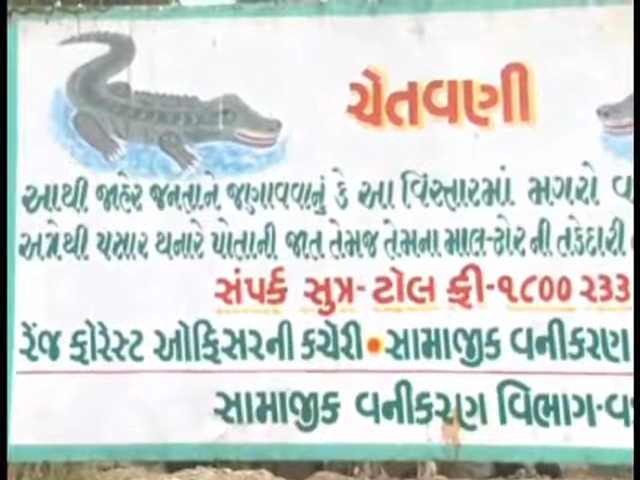 ચેતવણી
આથી જાહેર જનતાને જણાવવાનું કે આ વિસ્તારમાં મગરો
અત્રેથી પસાર થનારે પોતાની જાત તેમજ તેમના માલ-ઢોર ની તકેદારી
સંપર્ક સુત્ર- ટોલ ફ્રી-૧૮૦૦ ૨૩૩
રેંજ ફોરેસ્ટ ઓફિસરની કચેરી • સામાજીક વનીકરણ
સામાજીક વનીકરણ વિભાગ-